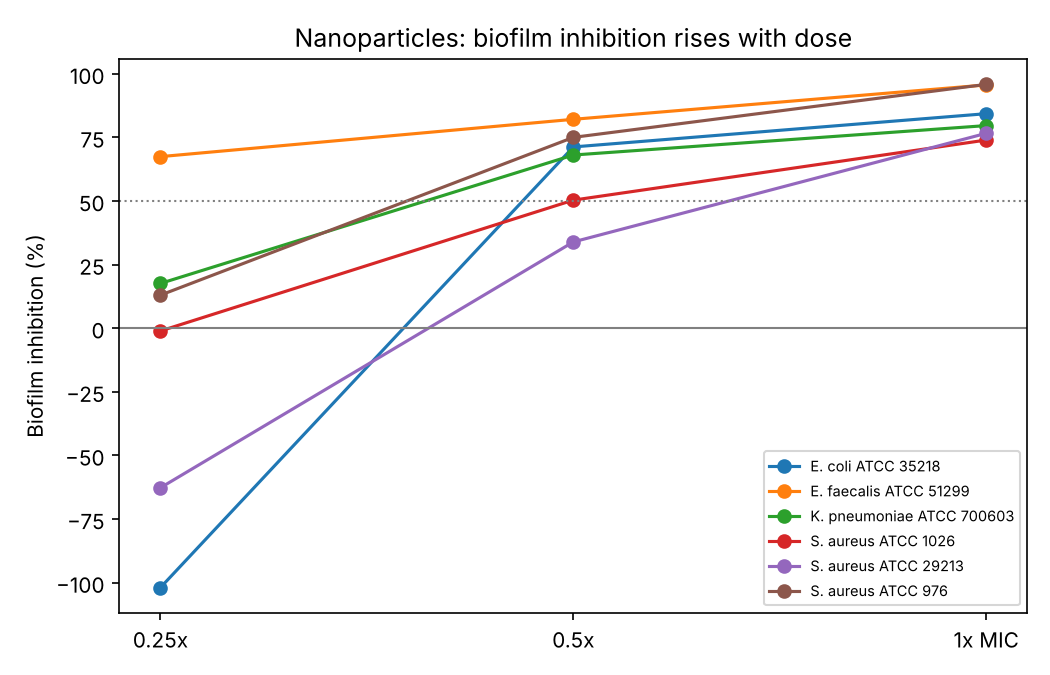 Nanoparticles: biofilm inhibition rises with dose
Biofilm inhibition (%)
100
75
50
25
0
−25
−50
−75
−100
0.25x
0.5x
1x MIC
E. coli ATCC 35218
E. faecalis ATCC 51299
K. pneumoniae ATCC 700603
S. aureus ATCC 1026
S. aureus ATCC 29213
S. aureus ATCC 976